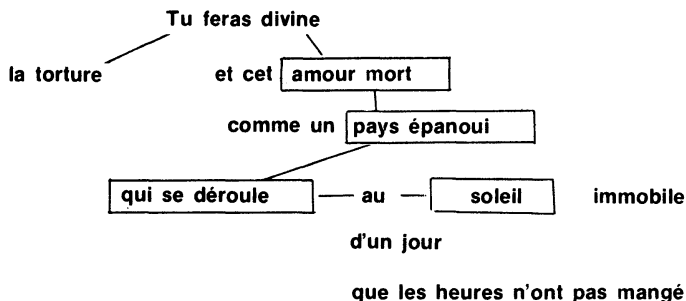 Tu feras divine
la torture et cet amour mort
comme un pays épanoui
qui se déroule au soleil immobile
d'un jour
que les heures n'ont pas mangé